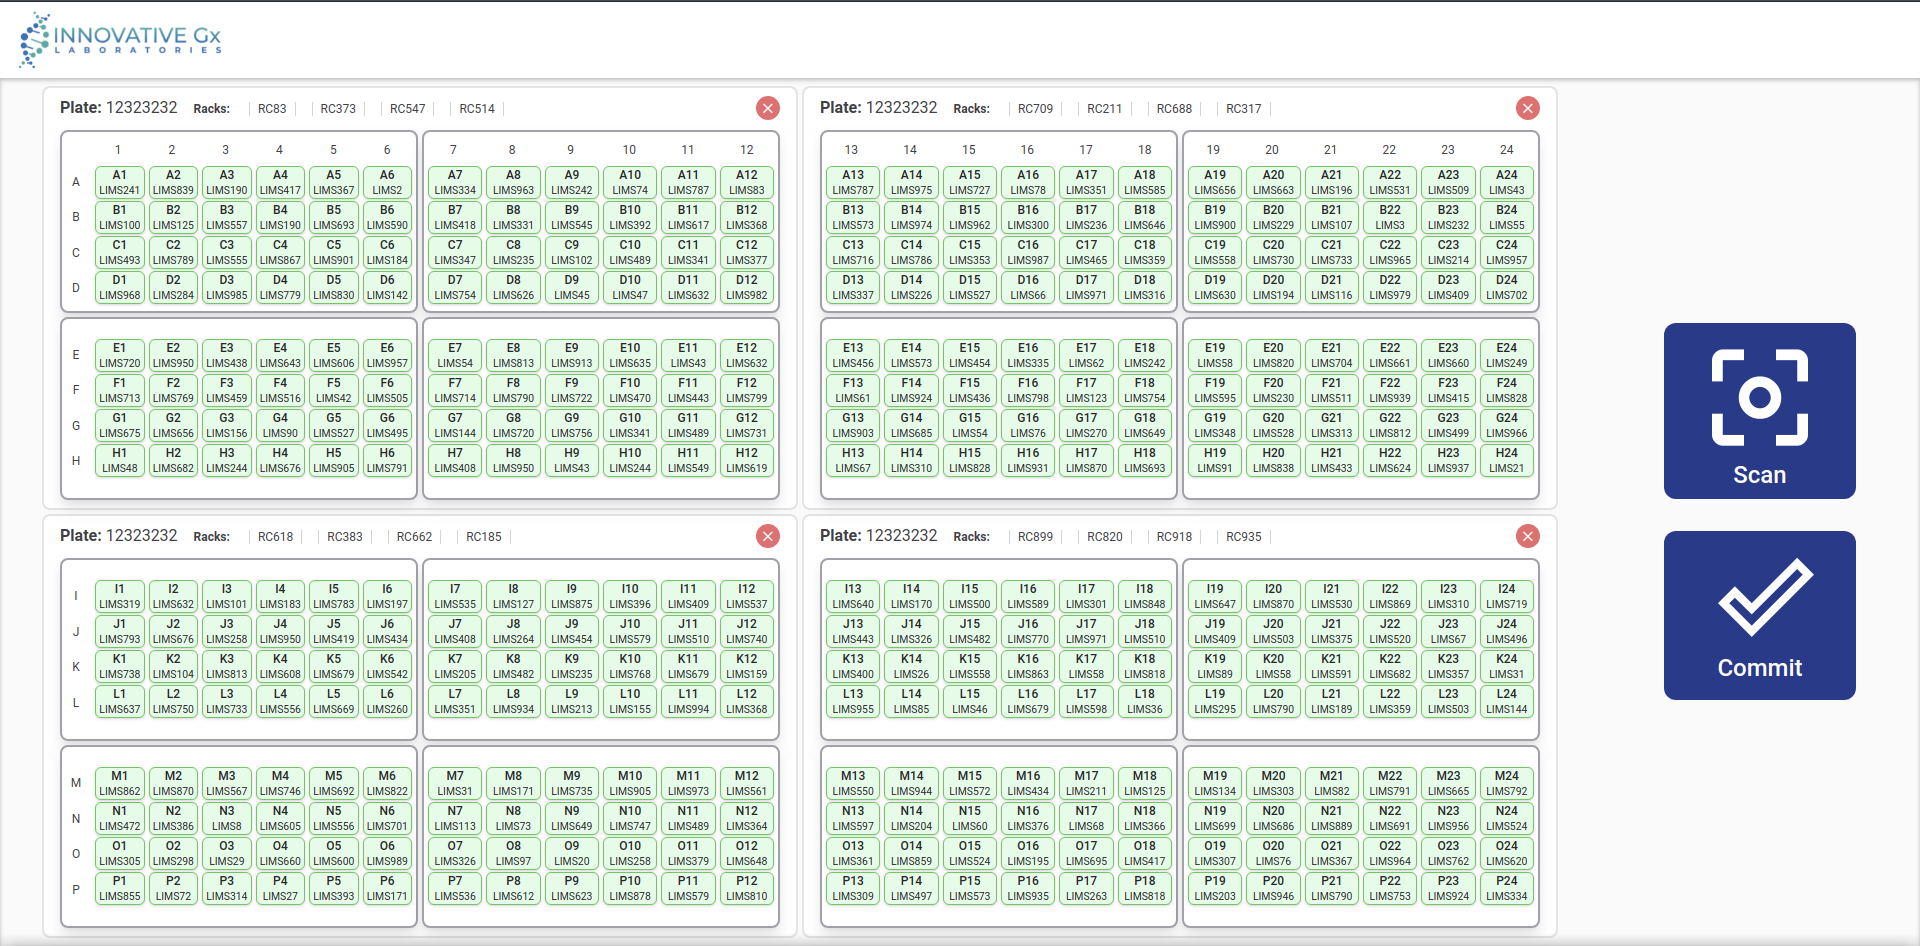 INNOVATIVE Gx
LABORATORIES
Plate: 12323232 Racks: RC83 RC373 RC547 RC514
1 2 3 4 5 6 7 8 9 10 11 12
A1 A2 A3 A4 A5 A6 A7 A8 A9 A10 A11 A12
A
LIMS241 LIMS839 LIMS190 LIMS417 LIMS367 LIMS2 LIMS334 LIMS963 LIMS242 LIMS74 LIMS787 LIMS83
B1 B2 B3 B4 B5 B6 B7 B8 B9 B10 B11 B12
B
LIMS100 LIMS125 LIMS557 LIMS190 LIMS693 LIMS590 LIMS418 LIMS331 LIMS545 LIMS392 LIMS617 LIMS368
C1 C2 C3 C4 C5 C6 C7 C8 C9 C10 C11 C12
C
LIMS493 LIMS789 LIMS555 LIMS867 LIMS901 LIMS184 LIMS347 LIMS235 LIMS102 LIMS489 LIMS341 LIMS377
D1 D2 D3 D4 D5 D6 D7 D8 D9 D10 D11 D12
D
LIMS968 LIMS284 LIMS985 LIMS779 LIMS830 LIMS142 LIMS754 LIMS626 LIMS45 LIMS47 LIMS632 LIMS982
E1 E2 E3 E4 E5 E6 E7 E8 E9 E10 E11 E12
E
LIMS720 LIMS950 LIMS438 LIMS643 LIMS606 LIMS957 LIMS54 LIMS813 LIMS913 LIMS635 LIMS43 LIMS632
F1 F2 F3 F4 F5 F6 F7 F8 F9 F10 F11 F12
F
LIMS713 LIMS769 LIMS459 LIMS516 LIMS42 LIMS505 LIMS714 LIMS790 LIMS722 LIMS470 LIMS443 LIMS799
G1 G2 G3 G4 G5 G6 G7 G8 G9 G10 G11 G12
G
LIMS675 LIMS656 LIMS156 LIMS90 LIMS527 LIMS495 LIMS144 LIMS720 LIMS756 LIMS341 LIMS489 LIMS731
H1 H2 H3 H4 H5 H6 H7 H8 H9 H10 H11 H12
H
LIMS48 LIMS682 LIMS244 LIMS676 LIMS905 LIMS791 LIMS408 LIMS950 LIMS43 LIMS244 LIMS549 LIMS619
Plate: 12323232 Racks: RC709 RC211 RC688 RC317
13 14 15 16 17 18 19 20 21 22 23 24
A13 A14 A15 A16 A17 A18 A19 A20 A21 A22 A23 A24
LIMS787 LIMS975 LIMS727 LIMS78 LIMS351 LIMS585 LIMS656 LIMS663 LIMS196 LIMS531 LIMS509 LIMS43
B13 B14 B15 B16 B17 B18 B19 B20 B21 B22 B23 B24
LIMS573 LIMS974 LIMS962 LIMS300 LIMS236 LIMS646 LIMS900 LIMS229 LIMS107 LIMS3 LIMS232 LIMS55
C13 C14 C15 C16 C17 C18 C19 C20 C21 C22 C23 C24
LIMS716 LIMS786 LIMS353 LIMS987 LIMS465 LIMS359 LIMS558 LIMS730 LIMS733 LIMS965 LIMS214 LIMS957
D13 D14 D15 D16 D17 D18 D19 D20 D21 D22 D23 D24
LIMS337 LIMS226 LIMS527 LIMS66 LIMS971 LIMS316 LIMS630 LIMS194 LIMS116 LIMS979 LIMS409 LIMS702
E13 E14 E15 E16 E17 E18 E19 E20 E21 E22 E23 E24
LIMS456 LIMS573 LIMS454 LIMS335 LIMS62 LIMS242 LIMS58 LIMS820 LIMS704 LIMS661 LIMS660 LIMS249
F13 F14 F15 F16 F17 F18 F19 F20 F21 F22 F23 F24
LIMS61 LIMS924 LIMS436 LIMS798 LIMS123 LIMS754 LIMS595 LIMS230 LIMS511 LIMS939 LIMS415 LIMS828
G13 G14 G15 G16 G17 G18 G19 G20 G21 G22 G23 G24
LIMS903 LIMS685 LIMS54 LIMS76 LIMS270 LIMS649 LIMS348 LIMS528 LIMS313 LIMS812 LIMS499 LIMS966
H13 H14 H15 H16 H17 H18 H19 H20 H21 H22 H23 H24
LIMS67 LIMS310 LIMS828 LIMS931 LIMS870 LIMS693 LIMS91 LIMS838 LIMS433 LIMS624 LIMS937 LIMS21
Plate: 12323232 Racks: RC618 RC383 RC662 RC185
I1 I2 I3 I4 I5 I6 I7 I8 I9 I10 I11 I12
I
LIMS319 LIMS632 LIMS101 LIMS183 LIMS783 LIMS197 LIMS535 LIMS127 LIMS875 LIMS396 LIMS409 LIMS537
J1 J2 J3 J4 J5 J6 J7 J8 J9 J10 J11 J12
J
LIMS793 LIMS676 LIMS258 LIMS950 LIMS419 LIMS434 LIMS408 LIMS264 LIMS454 LIMS579 LIMS510 LIMS740
K1 K2 K3 K4 K5 K6 K7 K8 K9 K10 K11 K12
K
LIMS738 LIMS104 LIMS813 LIMS608 LIMS679 LIMS542 LIMS205 LIMS482 LIMS235 LIMS768 LIMS679 LIMS159
L1 L2 L3 L4 L5 L6 L7 L8 L9 L10 L11 L12
L
LIMS637 LIMS750 LIMS733 LIMS556 LIMS669 LIMS260 LIMS351 LIMS934 LIMS213 LIMS155 LIMS994 LIMS368
M1 M2 M3 M4 M5 M6 M7 M8 M9 M10 M11 M12
M
LIMS862 LIMS870 LIMS567 LIMS746 LIMS692 LIMS822 LIMS31 LIMS171 LIMS735 LIMS905 LIMS973 LIMS561
N1 N2 N3 N4 N5 N6 N7 N8 N9 N10 N11 N12
N
LIMS472 LIMS386 LIMS8 LIMS605 LIMS556 LIMS701 LIMS113 LIMS73 LIMS649 LIMS747 LIMS489 LIMS364
O1 O2 O3 O4 O5 O6 O7 O8 O9 O10 O11 O12
O
LIMS305 LIMS298 LIMS29 LIMS660 LIMS600 LIMS989 LIMS326 LIMS97 LIMS20 LIMS258 LIMS379 LIMS648
P1 P2 P3 P4 P5 P6 P7 P8 P9 P10 P11 P12
P
LIMS855 LIMS72 LIMS314 LIMS27 LIMS393 LIMS171 LIMS536 LIMS612 LIMS623 LIMS878 LIMS579 LIMS810
Plate: 12323232 Racks: RC899 RC820 RC918 RC935
I13 I14 I15 I16 I17 I18 I19 I20 I21 I22 I23 I24
LIMS640 LIMS170 LIMS500 LIMS589 LIMS301 LIMS848 LIMS647 LIMS870 LIMS530 LIMS869 LIMS310 LIMS719
J13 J14 J15 J16 J17 J18 J19 J20 J21 J22 J23 J24
LIMS443 LIMS326 LIMS482 LIMS770 LIMS971 LIMS510 LIMS409 LIMS503 LIMS375 LIMS520 LIMS67 LIMS496
K13 K14 K15 K16 K17 K18 K19 K20 K21 K22 K23 K24
LIMS400 LIMS26 LIMS558 LIMS863 LIMS58 LIMS818 LIMS89 LIMS58 LIMS591 LIMS682 LIMS357 LIMS31
L13 L14 L15 L16 L17 L18 L19 L20 L21 L22 L23 L24
LIMS955 LIMS85 LIMS46 LIMS679 LIMS598 LIMS36 LIMS295 LIMS790 LIMS189 LIMS359 LIMS503 LIMS144
M13 M14 M15 M16 M17 M18 M19 M20 M21 M22 M23 M24
LIMS550 LIMS944 LIMS572 LIMS434 LIMS211 LIMS125 LIMS134 LIMS303 LIMS82 LIMS791 LIMS665 LIMS792
N13 N14 N15 N16 N17 N18 N19 N20 N21 N22 N23 N24
LIMS597 LIMS204 LIMS60 LIMS376 LIMS68 LIMS366 LIMS699 LIMS686 LIMS889 LIMS691 LIMS956 LIMS524
O13 O14 O15 O16 O17 O18 O19 O20 O21 O22 O23 O24
LIMS361 LIMS859 LIMS524 LIMS195 LIMS695 LIMS417 LIMS307 LIMS76 LIMS367 LIMS964 LIMS762 LIMS620
P13 P14 P15 P16 P17 P18 P19 P20 P21 P22 P23 P24
LIMS309 LIMS497 LIMS573 LIMS935 LIMS263 LIMS818 LIMS203 LIMS946 LIMS790 LIMS753 LIMS924 LIMS334
Scan
Commit